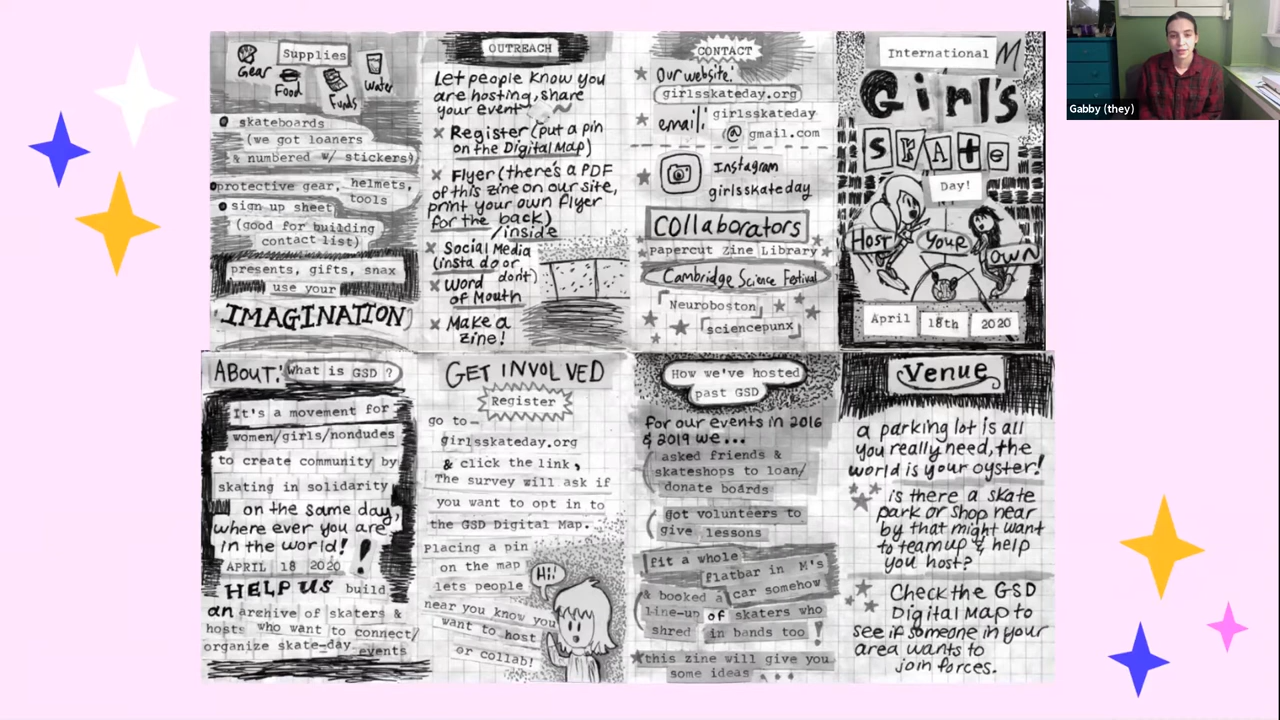 Supplies
Gear
Food
Funds
Water
skateboards
(we got loaners
& numbered w/ stickers)
protective gear, helmets,
tools
sign up sheet
(good for building
contact list)
presents, gifts, snax
use your
IMAGINATION
OUTREACH
Let people know you
are hosting, share
your event
Register (put a pin
on the Digital Map)
Flyer (there's a PDF
of this zine on our site,
print your own flyer
for the back)
/inside
Social Media
(insta do or
dont)
Word
of Mouth
Make a
zine!
CONTACT
Our website:
girlsskateday.org
email: girlsskateday
@ gmail.com
Instagram
girlsskateday
Collaborators
papercut Zine Library
Cambridge Science Festival
Neuroboston
sciencepunx
International
Girl's
SKAte
Day!
Host Your OWN
April 18th 2020
ABOUT: What is GSD ?
It's a movement for
women/girls/nondudes
to create community by
skating in solidarity
on the same day,
where ever you are
in the world!!
APRIL 18 2020
HELP US build
an archive of skaters &
hosts who want to connect/
organize skate-day events
GET INVOLVED
Register
go to-
girlsskateday.org
& click the link,
The survey will ask if
you want to opt in to
the GSD Digital Map.
Placing a pin
on the map
lets people
near you know you
want to host
or collab!
Hi!
How we've hosted
past GSD
For our events in 2016
& 2019 we...
asked friends &
skateshops to loan/
donate boards
got volunteers to
give lessons
fit a whole
flatbar in M's
car somehow
& booked a
line-up of skaters who
shred in bands too !
this zine will give you
some ideas ...
Venue
a parking lot is all
you really need, the
world is your oyster!
is there a skate
park or shop near
by that might want
to team up & help
you host?
Check the GSD
Digital Map to
see if someone in your
area wants to
join forces.
Gabby (they)